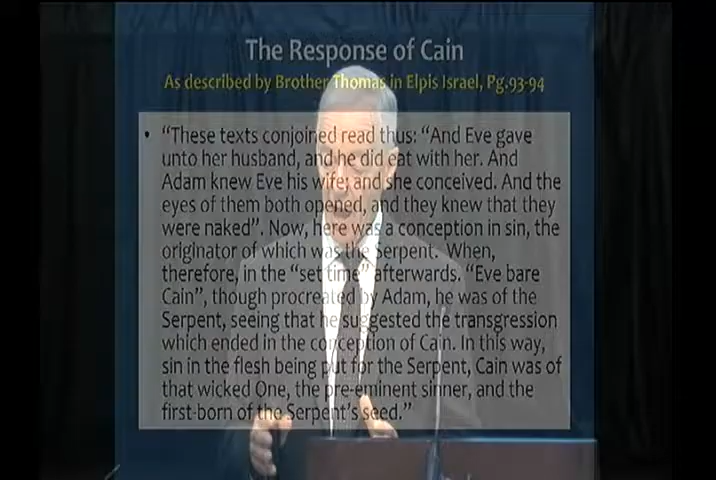 The Response of Cain
As described by Brother Thomas in Elpis Israel, Pg.93-94
• “These texts conjoined read thus: “And Eve gave
unto her husband, and he did eat with her. And
Adam knew Eve his wife; and she conceived. And the
eyes of them both opened, and they knew that they
were naked”. Now, here was a conception in sin, the
originator of which was the Serpent. When,
therefore, in the “set time” afterwards. “Eve bare
Cain”, though procreated by Adam, he was of the
Serpent, seeing that he suggested the transgression
which ended in the conception of Cain. In this way,
sin in the flesh being put for the Serpent, Cain was of
that wicked One, the pre-eminent sinner, and the
first-born of the Serpent’s seed.”